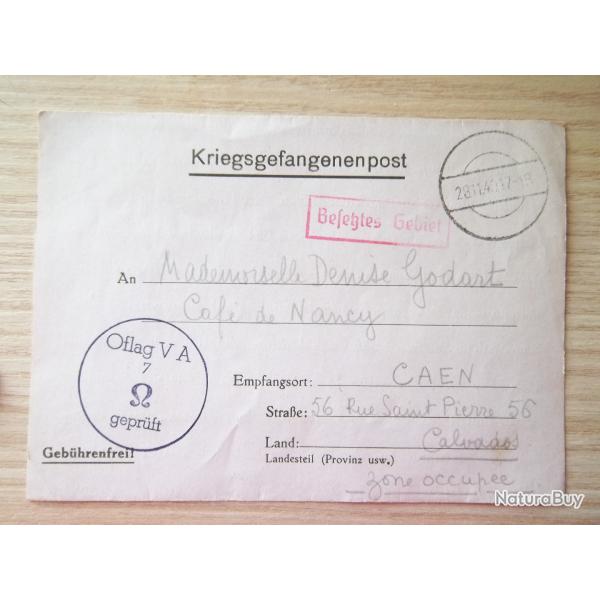 Kriegsgefangenenpost
28.11.40.17-18
Besetztes Gebiet
An Mademoiselle Denise Godart
Café de Nancy
Oflag V A
7
geprüft
Empfangsort: CAEN
Straße: 56 Rue Saint Pierre 56
Land: Calvados
Landesteil (Provinz usw.)
Gebührenfrei!
zone occupée
NaturaBuy